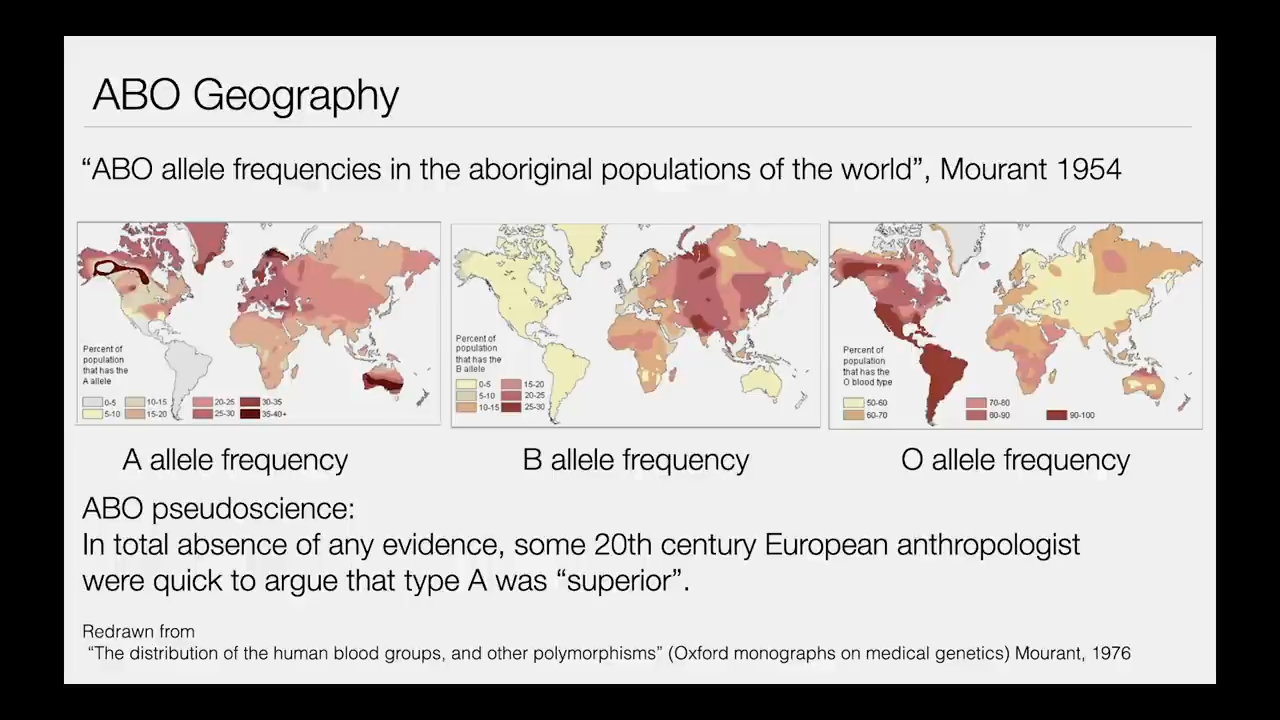 ABO Geography
“ABO allele frequencies in the aboriginal populations of the world”, Mourant 1954
Percent of
population
that has the
A allele
0-5
10-15
20-25
30-35
5-10
15-20
25-30
35-40+
Percent of
population
that has the
B allele
0-5
15-20
5-10
20-25
10-15
25-30
Percent of
population
that has the
O blood type
50-60
70-80
60-70
80-90
90-100
A allele frequency
B allele frequency
O allele frequency
ABO pseudoscience:
In total absence of any evidence, some 20th century European anthropologist
were quick to argue that type A was “superior”.
Redrawn from
“The distribution of the human blood groups, and other polymorphisms” (Oxford monographs on medical genetics) Mourant, 1976